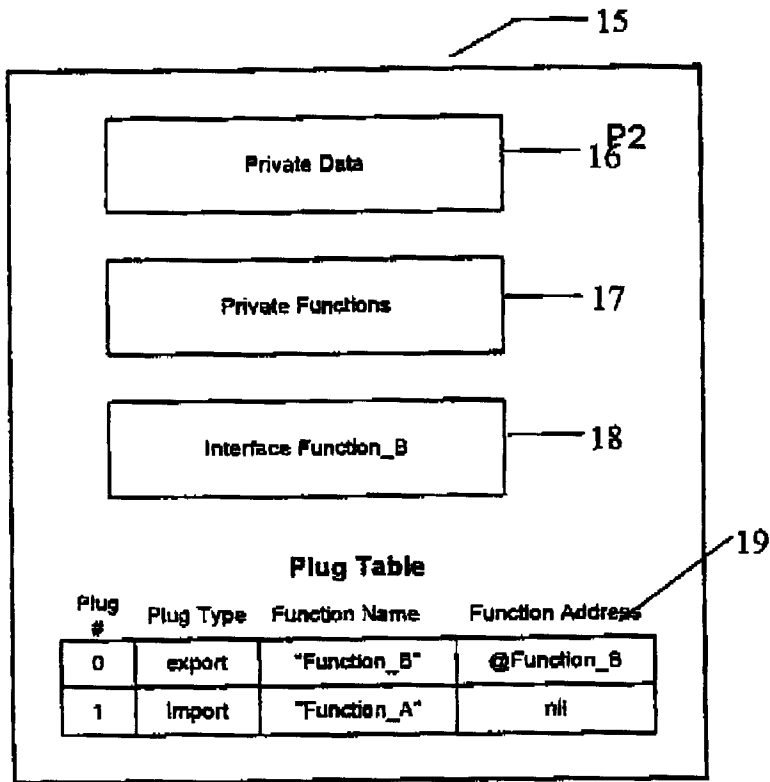 15
P2
Private Data
16
Private Functions
17
Interface Function_B
18
19
Plug Table
Plug # Plug Type Function Name Function Address
0 export "Function_B" @Function_B
1 import "Function_A" nil